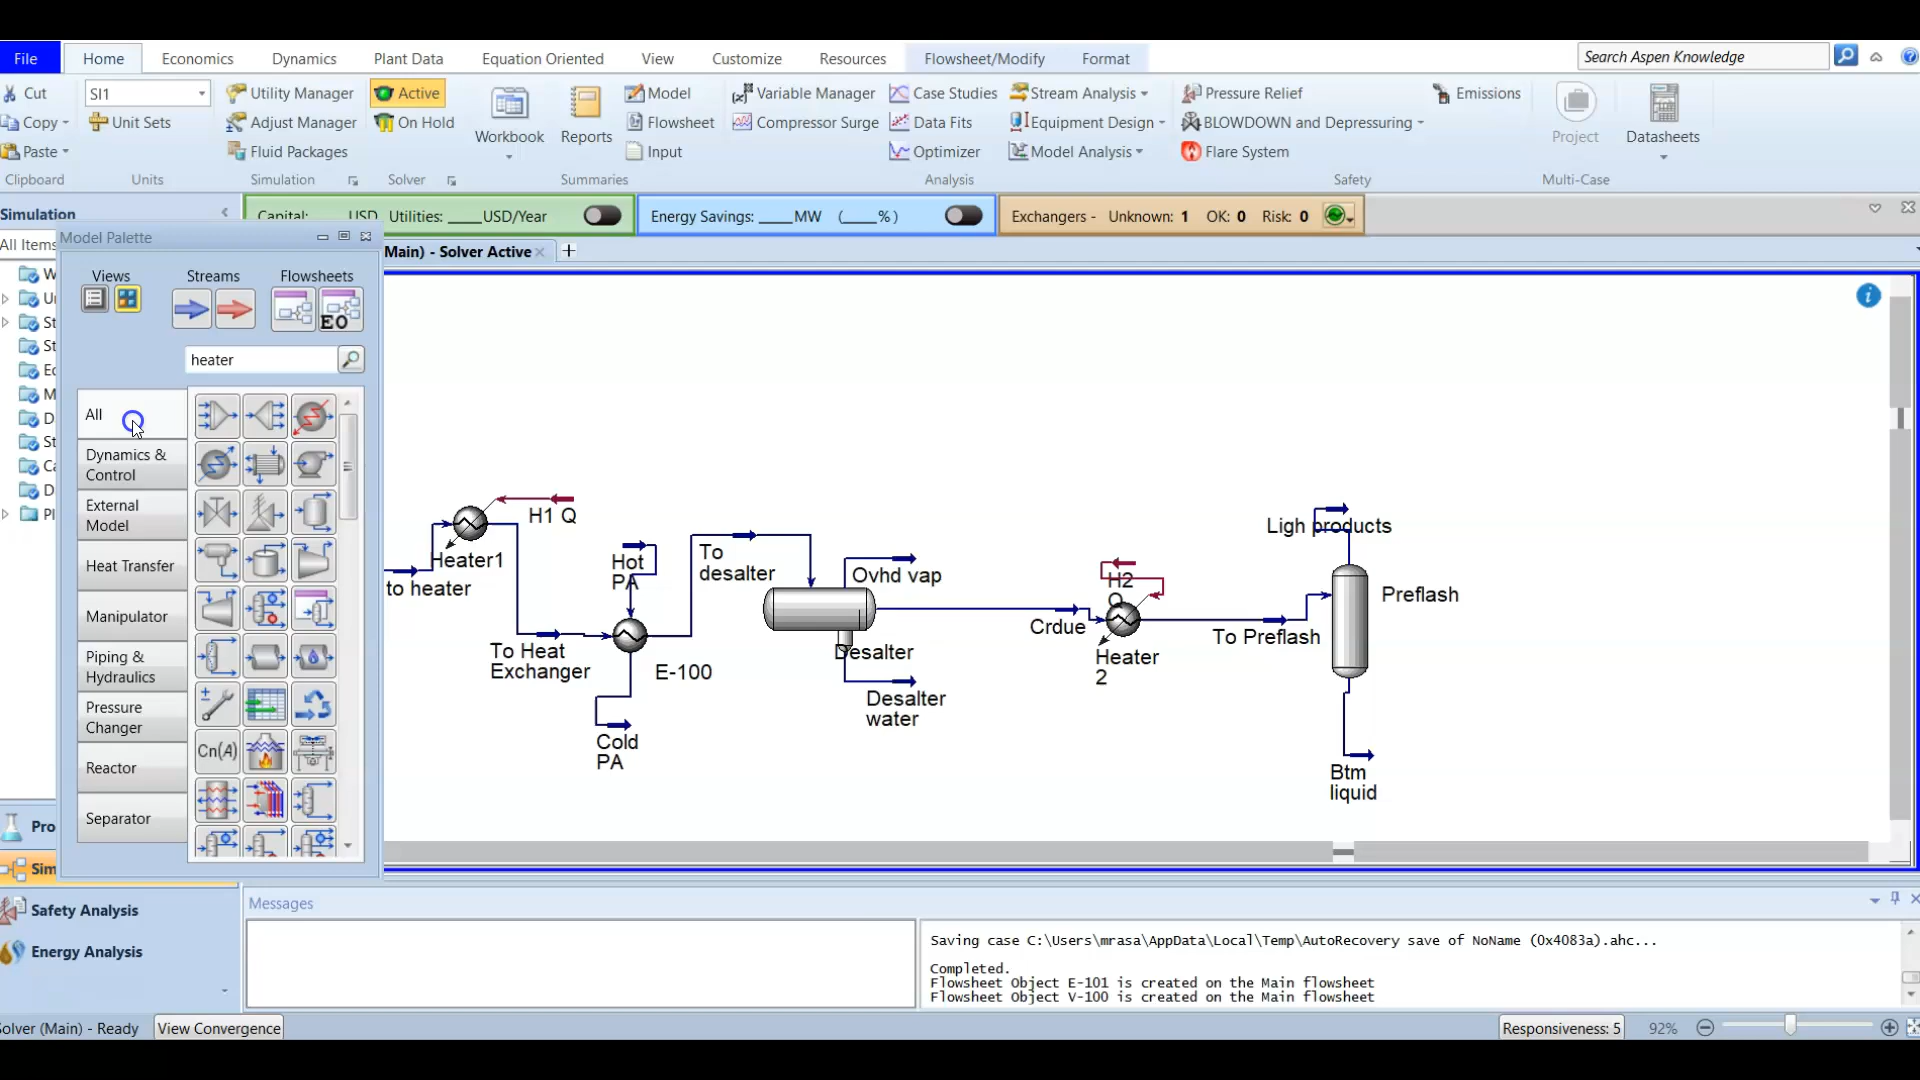 File
Home
Economics
Dynamics
Plant Data
Equation Oriented
View
Customize
Resources
Flowsheet/Modify
Format
Search Aspen Knowledge
Cut
Copy
Paste
Clipboard
SI1
Unit Sets
Units
Utility Manager
Adjust Manager
Fluid Packages
Simulation
Active
On Hold
Solver
Workbook
Reports
Model
Flowsheet
Input
Summaries
Variable Manager
Compressor Surge
Case Studies
Data Fits
Optimizer
Stream Analysis
Equipment Design
Model Analysis
Analysis
Pressure Relief
BLOWDOWN and Depressuring
Flare System
Emissions
Safety
Project
Datasheets
Multi-Case
Simulation
Capital: ____ USD Utilities: ____USD/Year
Energy Savings: ____MW (____%)
Exchangers - Unknown: 1 OK: 0 Risk: 0
All Items
Model Palette
Main) - Solver Active
Views
Streams
Flowsheets
EO
heater
All
Dynamics &
Control
External
Model
Heat Transfer
Manipulator
Piping &
Hydraulics
Pressure
Changer
Reactor
Separator
Cn(A)
H1 Q
Heater1
to heater
Hot
PA
To Heat
Exchanger
E-100
Cold
PA
To
desalter
Ovhd vap
Desalter
Desalter
water
Crdue
H2
Q
Heater
2
To Preflash
Ligh products
Preflash
Btm
liquid
Safety Analysis
Energy Analysis
Messages
Saving case C:\Users\mrasa\AppData\Local\Temp\AutoRecovery save of NoName (0x4083a).ahc...
Completed.
Flowsheet Object E-101 is created on the Main flowsheet
Flowsheet Object V-100 is created on the Main flowsheet
Solver (Main) - Ready
View Convergence
Responsiveness: 5
92%